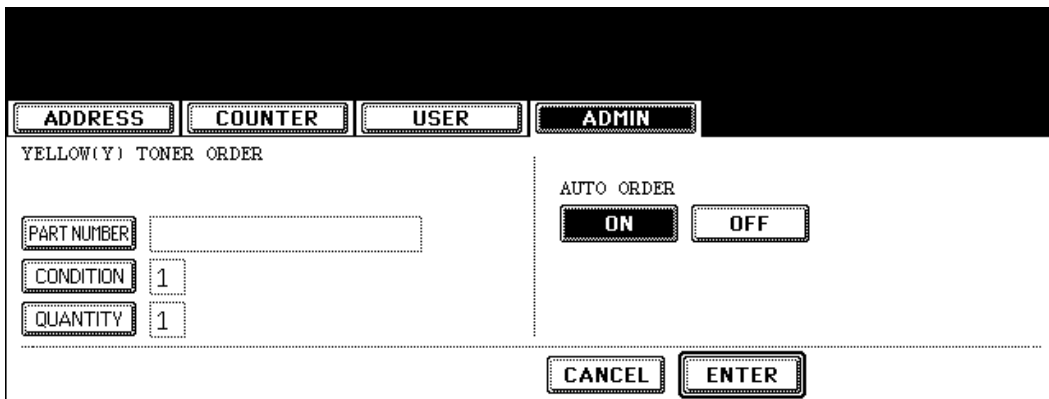 ADDRESS COUNTER USER ADMIN
YELLOW(Y) TONER ORDER
AUTO ORDER
ON OFF
PART NUMBER
CONDITION 1
QUANTITY 1
CANCEL ENTER